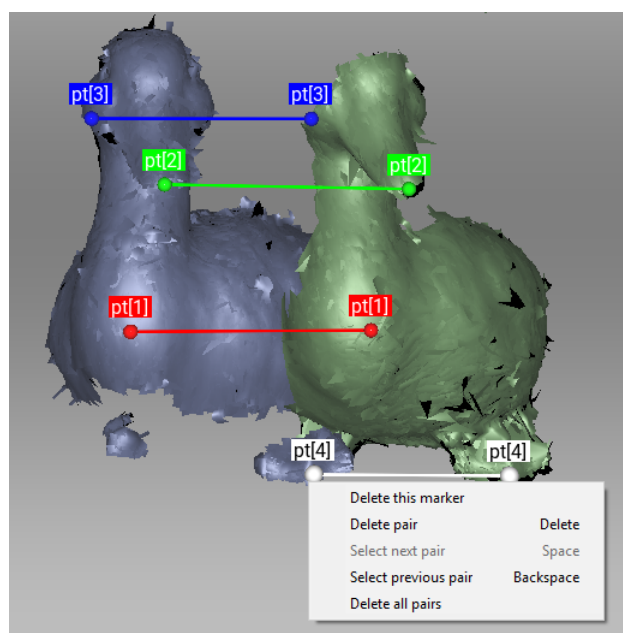 pt[3] pt[3]
pt[2] pt[2]
pt[1] pt[1]
pt[4] pt[4]
Delete this marker
Delete pair Delete
Select next pair Space
Select previous pair Backspace
Delete all pairs